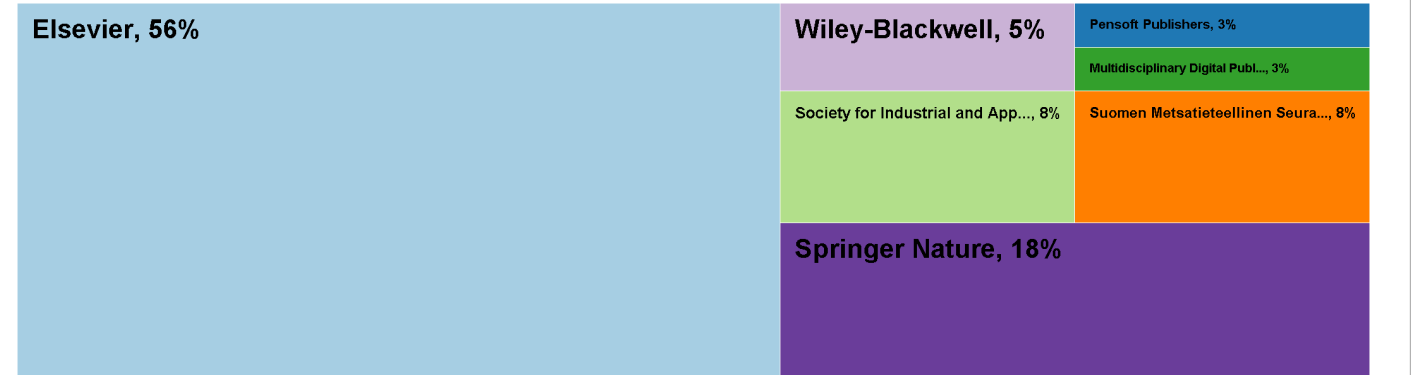 Elsevier, 56%
Wiley-Blackwell, 5%
Pensoft Publishers, 3%
Multidisciplinary Digital Publ..., 3%
Society for Industrial and App..., 8%
Suomen Metsatieteellinen Seura..., 8%
Springer Nature, 18%